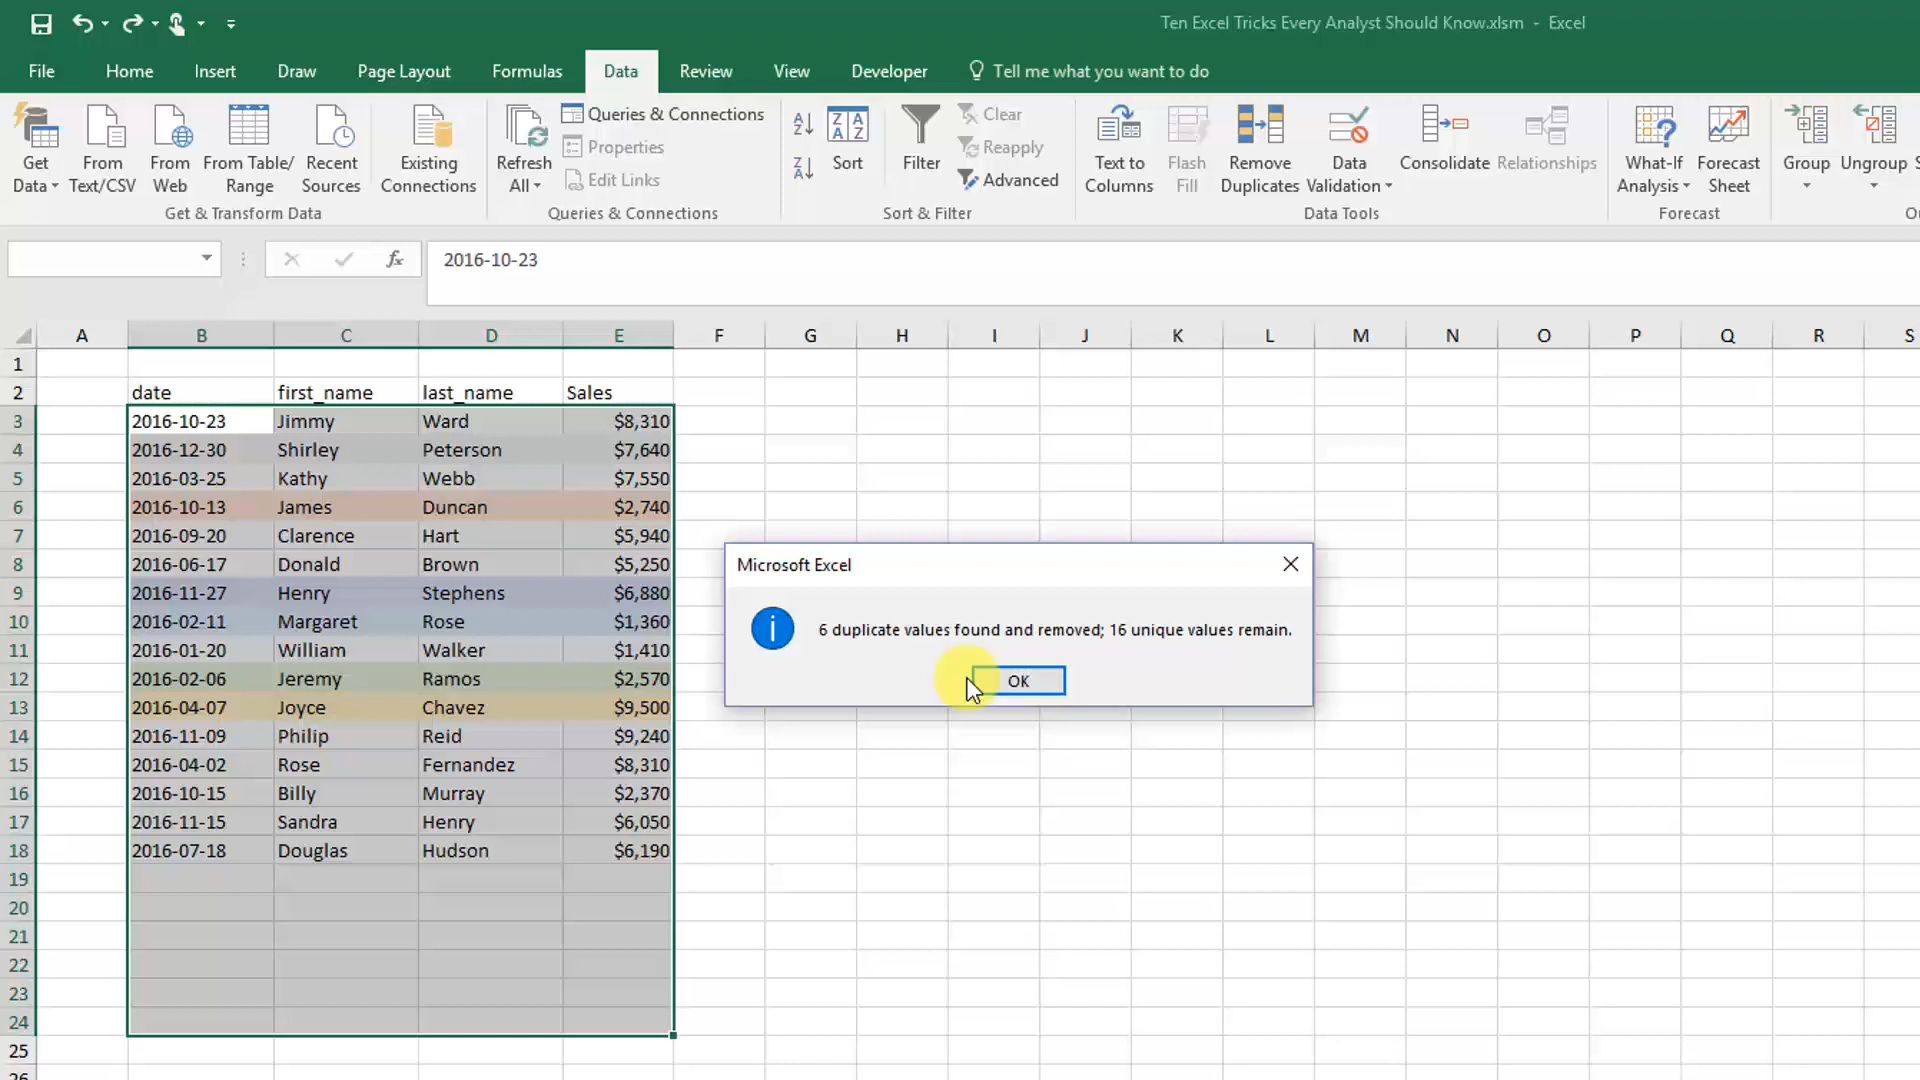 Ten Excel Tricks Every Analyst Should Know.xlsm - Excel
File Home Insert Draw Page Layout Formulas Data Review View Developer Tell me what you want to do
Get Data
From Text/CSV
From Web
From Table/ Range
Recent Sources
Existing Connections
Refresh All
Queries & Connections
Properties
Edit Links
Sort
Filter
Clear
Reapply
Advanced
Text to Columns
Flash Fill
Remove Duplicates
Data Validation
Consolidate
Relationships
What-If Analysis
Forecast Sheet
Group
Ungroup
Get & Transform Data
Queries & Connections
Sort & Filter
Data Tools
Forecast
fx 2016-10-23
A B C D E F G H I J K L M N O P Q R S
1
2 date first_name last_name Sales
3 2016-10-23 Jimmy Ward $8,310
4 2016-12-30 Shirley Peterson $7,640
5 2016-03-25 Kathy Webb $7,550
6 2016-10-13 James Duncan $2,740
7 2016-09-20 Clarence Hart $5,940
8 2016-06-17 Donald Brown $5,250
9 2016-11-27 Henry Stephens $6,880
10 2016-02-11 Margaret Rose $1,360
11 2016-01-20 William Walker $1,410
12 2016-02-06 Jeremy Ramos $2,570
13 2016-04-07 Joyce Chavez $9,500
14 2016-11-09 Philip Reid $9,240
15 2016-04-02 Rose Fernandez $8,310
16 2016-10-15 Billy Murray $2,370
17 2016-11-15 Sandra Henry $6,050
18 2016-07-18 Douglas Hudson $6,190
19
20
21
22
23
24
25
Microsoft Excel
6 duplicate values found and removed; 16 unique values remain.
OK